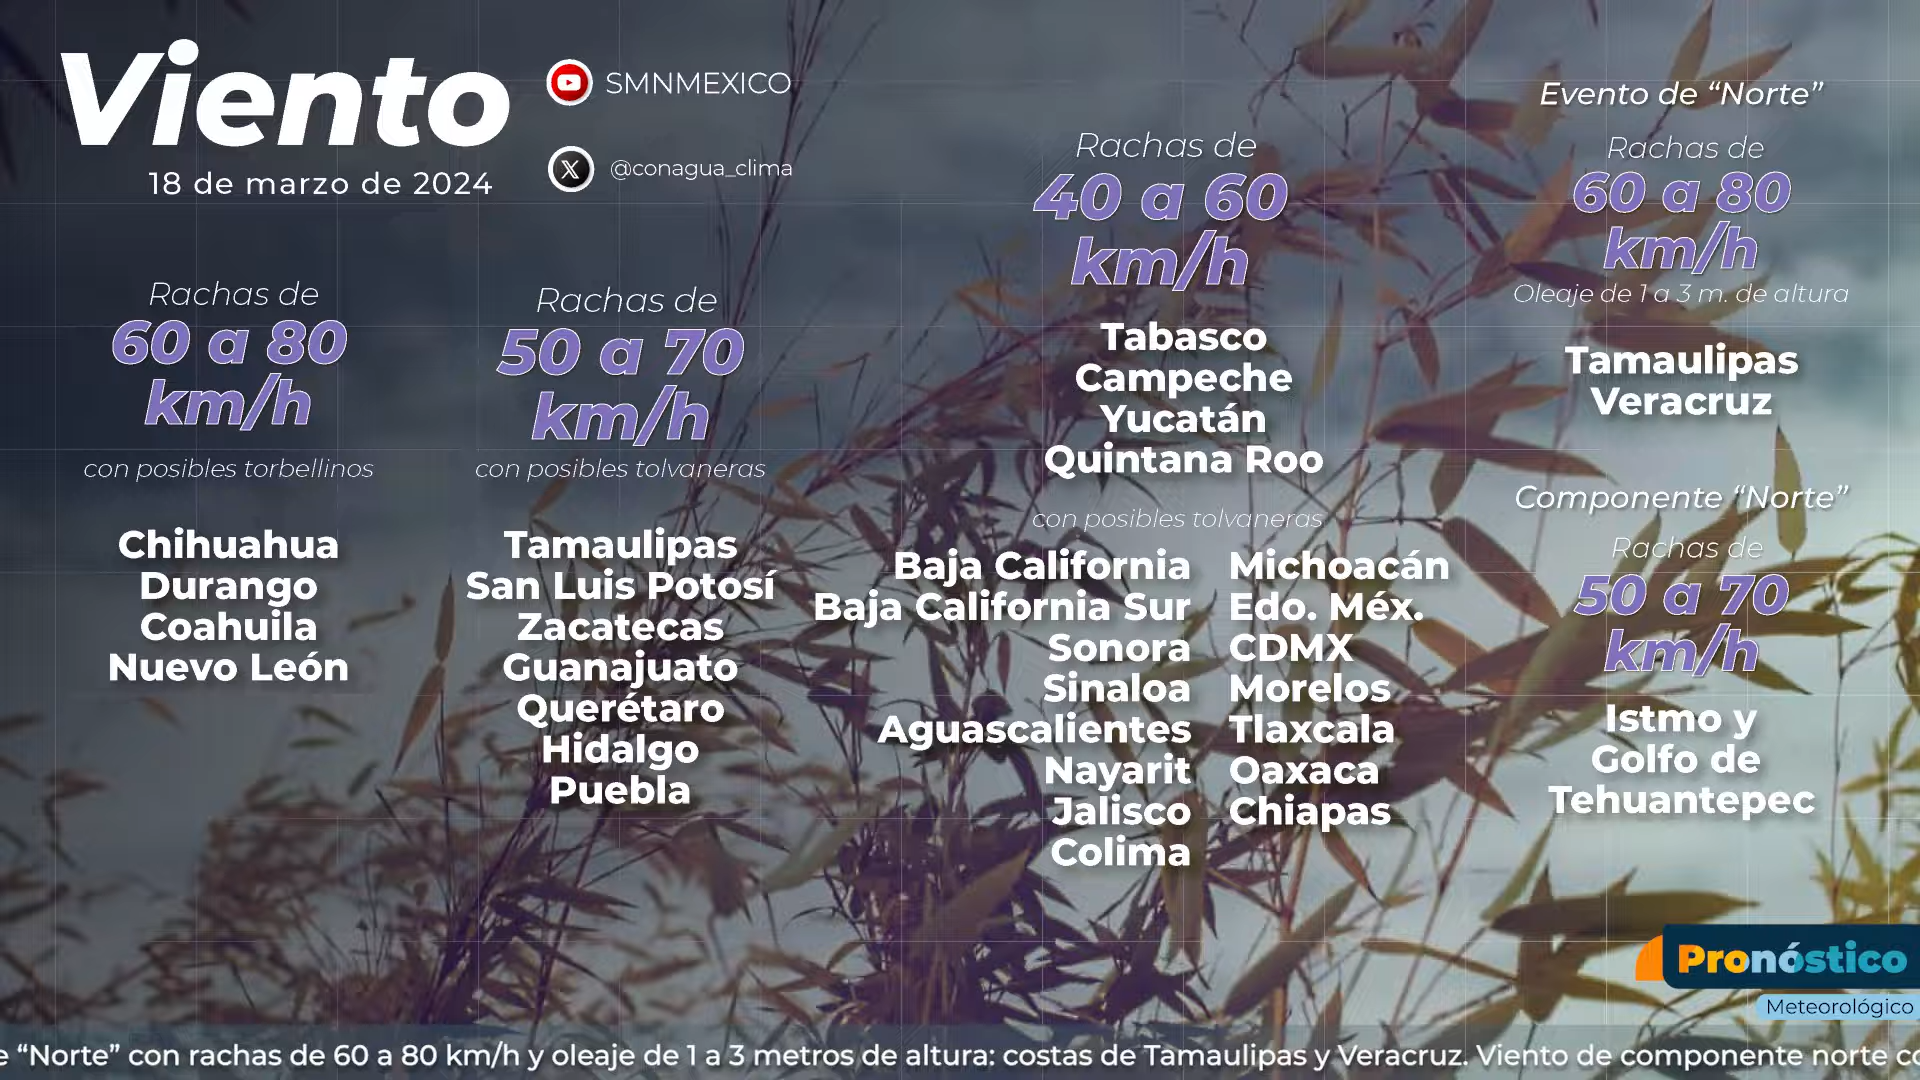 Viento
18 de marzo de 2024
SMNMEXICO
@conagua_clima
Rachas de
60 a 80
km/h
con posibles torbellinos
Chihuahua
Durango
Coahuila
Nuevo León
Rachas de
50 a 70
km/h
con posibles tolvaneras
Tamaulipas
San Luis Potosí
Zacatecas
Guanajuato
Querétaro
Hidalgo
Puebla
Rachas de
40 a 60
km/h
Tabasco
Campeche
Yucatán
Quintana Roo
con posibles tolvaneras
Baja California
Baja California Sur
Sonora
Sinaloa
Aguascalientes
Nayarit
Jalisco
Colima
Michoacán
Edo. Méx.
CDMX
Morelos
Tlaxcala
Oaxaca
Chiapas
Evento de “Norte”
Rachas de
60 a 80
km/h
Oleaje de 1 a 3 m. de altura
Tamaulipas
Veracruz
Componente “Norte”
Rachas de
50 a 70
km/h
Istmo y
Golfo de
Tehuantepec
Pronóstico
Meteorológico
e “Norte” con rachas de 60 a 80 km/h y oleaje de 1 a 3 metros de altura: costas de Tamaulipas y Veracruz. Viento de componente norte co